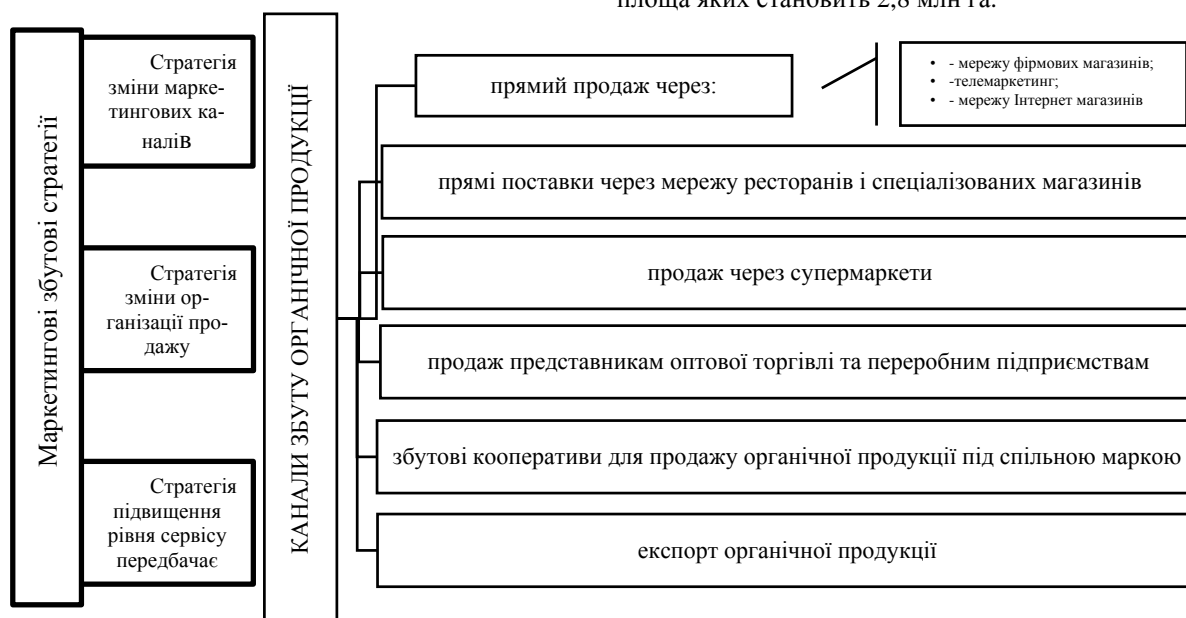 площа яких становить 2,8 млн га.
Маркетингові збутові стратегії
Стратегія
зміни марке-
тингових ка-
налів
Стратегія
зміни ор-
ганізації про-
дажу
Стратегія
підвищення
рівня сервісу
передбачає
КАНАЛИ ЗБУТУ ОРГАНІЧНОЇ ПРОДУКЦІЇ
прямий продаж через:
• - мережу фірмових магазинів;
• -телемаркетинг;
• - мережу Інтернет магазинів
прямі поставки через мережу ресторанів і спеціалізованих магазинів
продаж через супермаркети
продаж представникам оптової торгівлі та переробним підприємствам
збутові кооперативи для продажу органічної продукції під спільною маркою
експорт органічної продукції